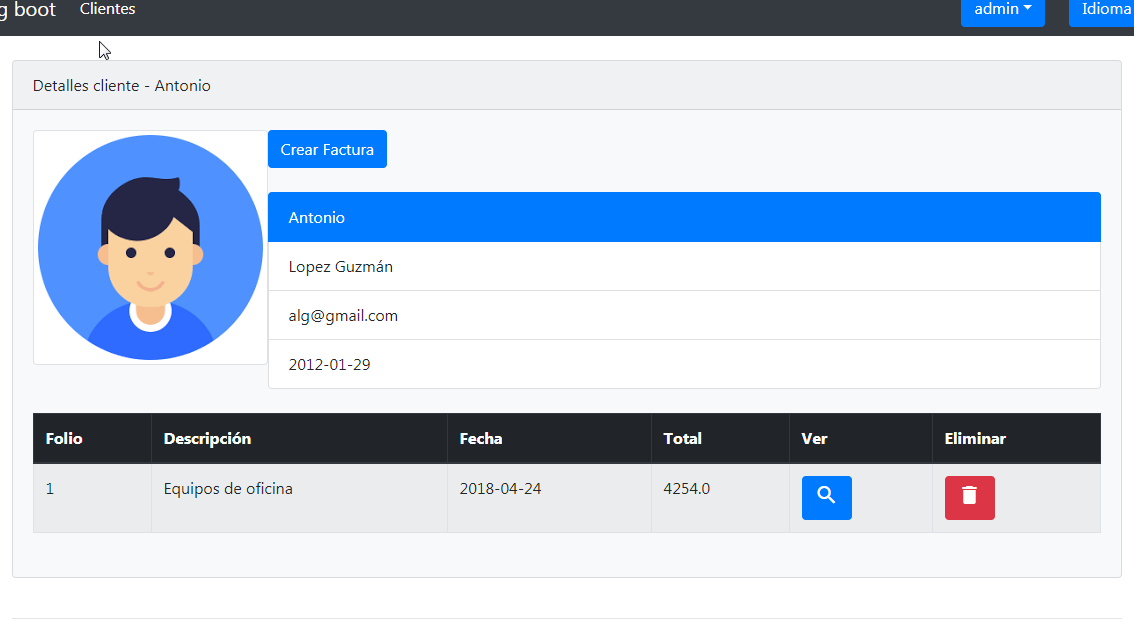 g boot Clientes admin Idioma
Detalles cliente - Antonio
Crear Factura
Antonio
Lopez Guzmán
alg@gmail.com
2012-01-29
Folio Descripción Fecha Total Ver Eliminar
1 Equipos de oficina 2018-04-24 4254.0